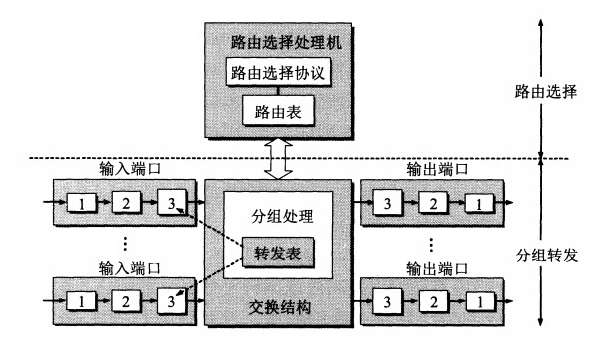 路由选择处理机
路由选择协议
路由表
路由选择
输入端口
输出端口
1 2 3
3 2 1
分组处理
转发表
⋮
⋮
分组转发
输入端口
输出端口
1 2 3
3 2 1
交换结构